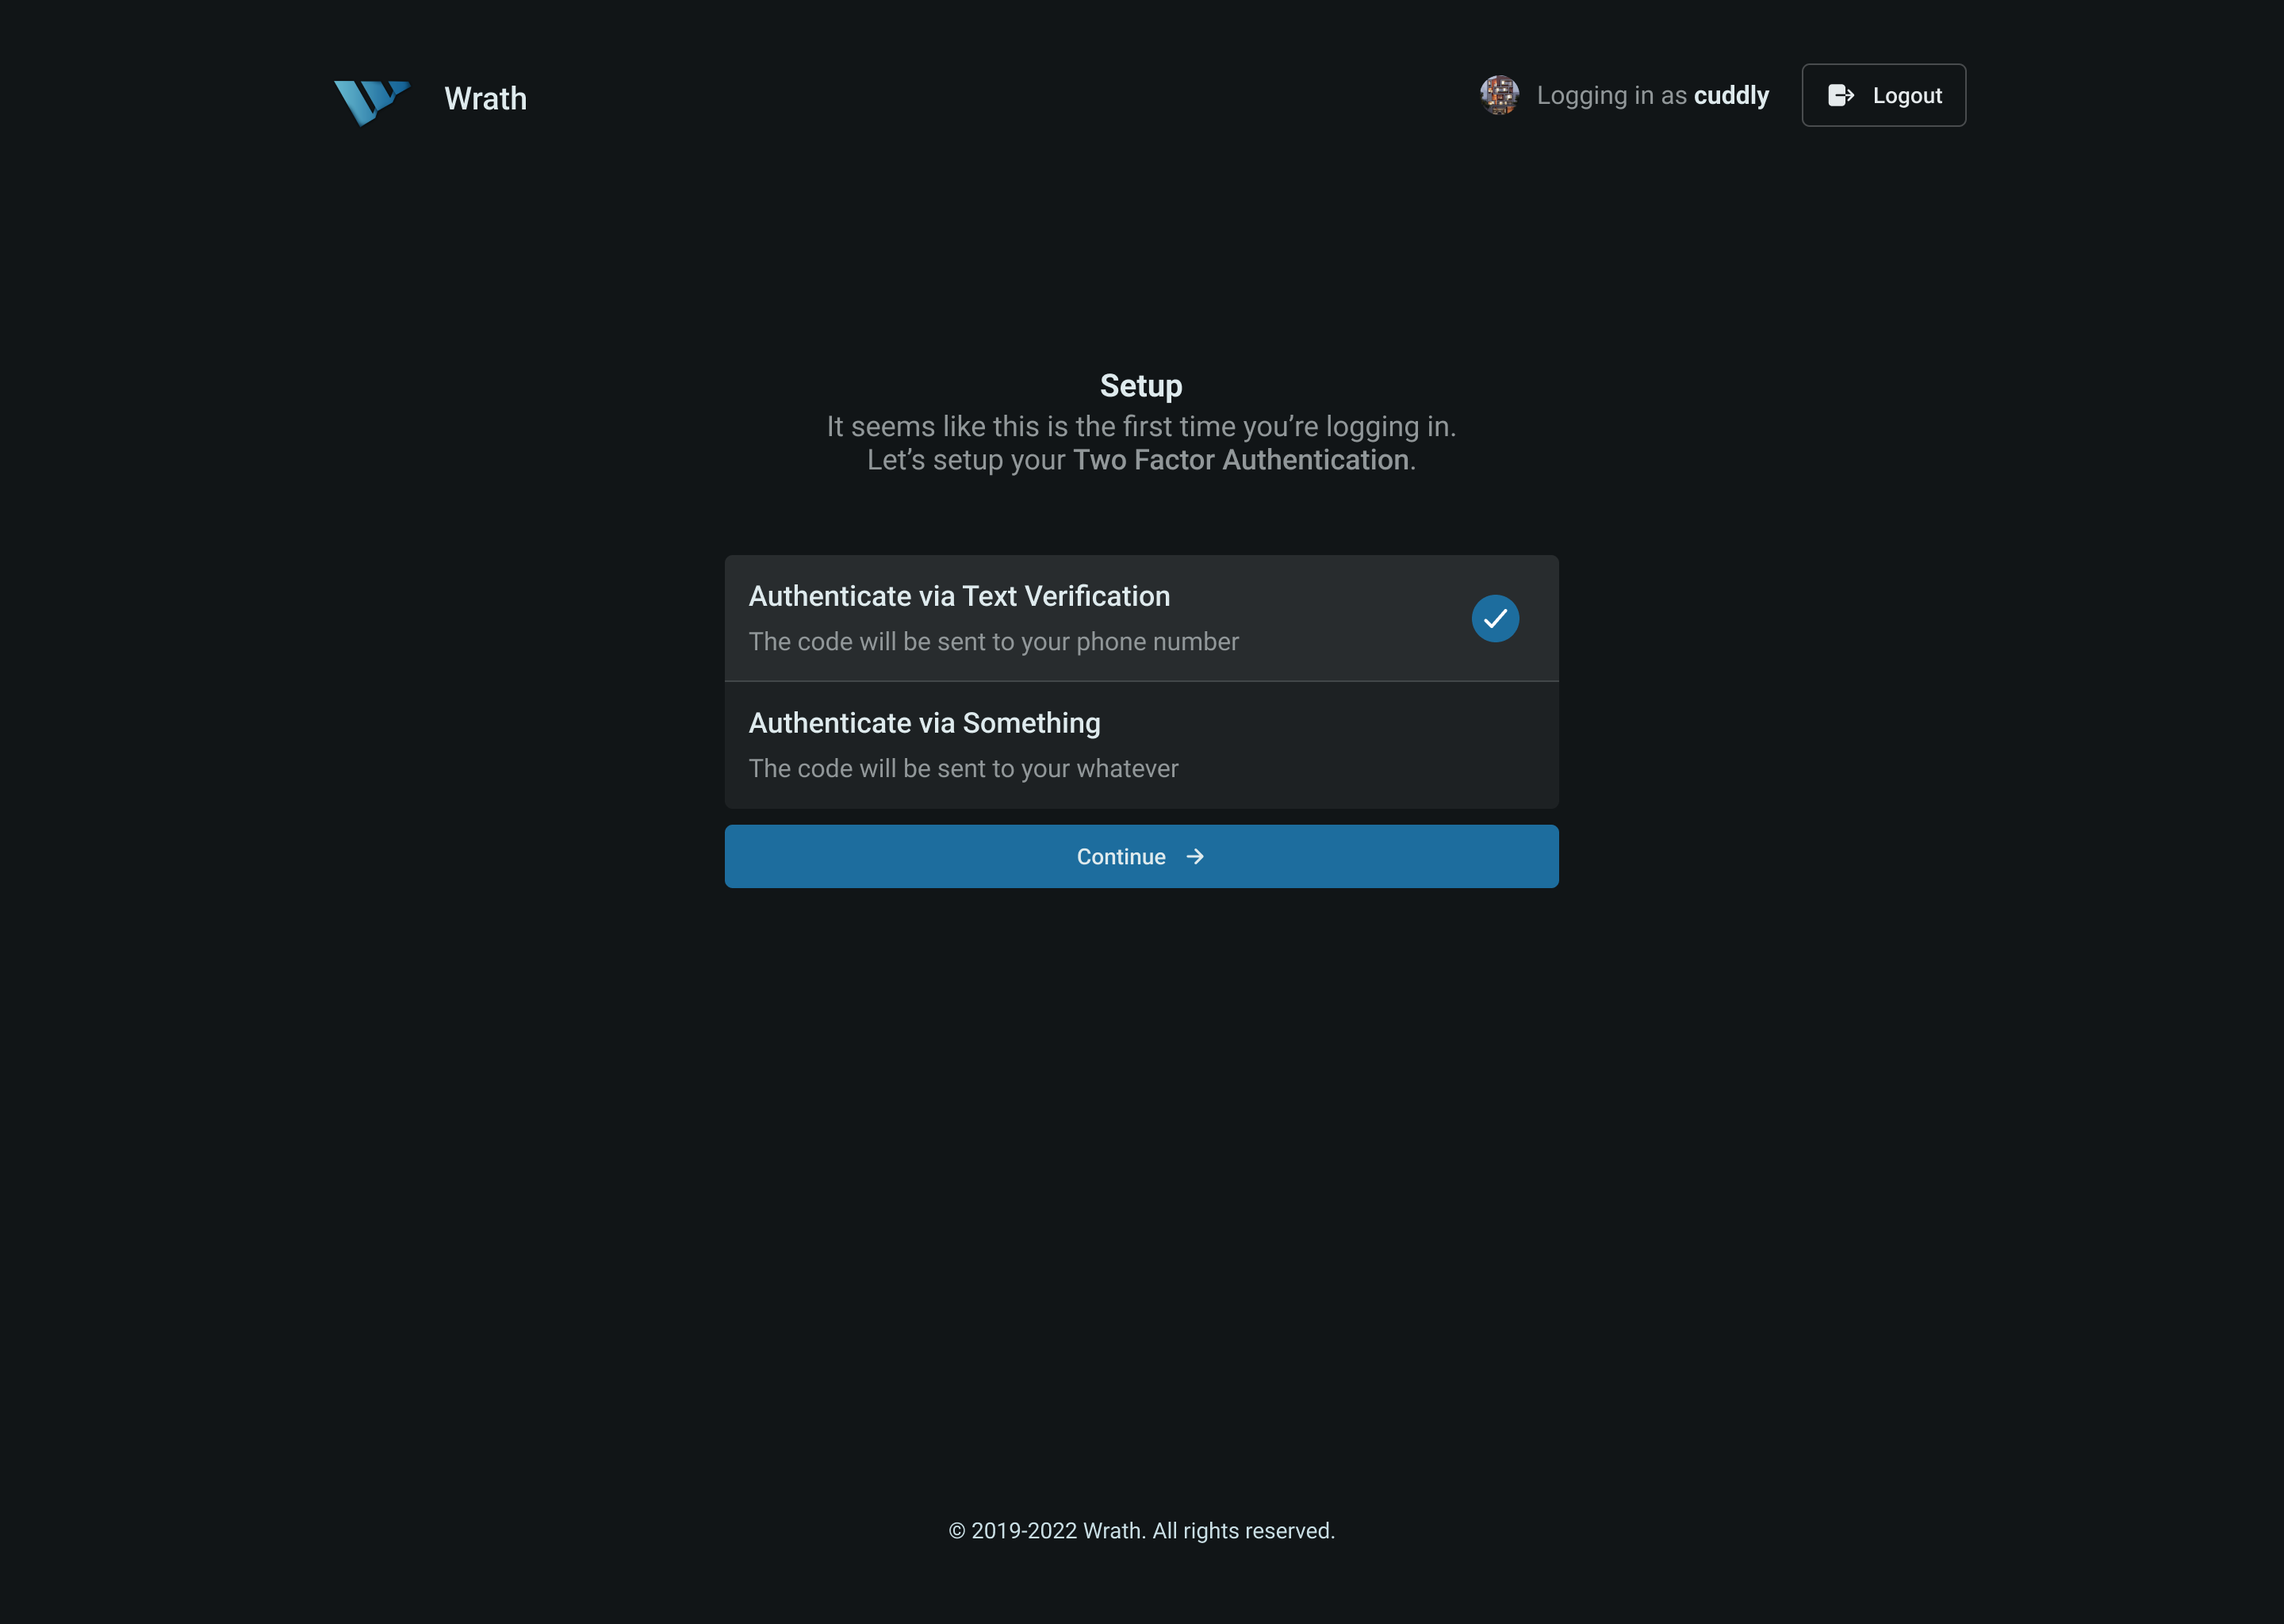 Wrath
Logging in as cuddly
Logout
Setup
It seems like this is the first time you’re logging in.
Let’s setup your Two Factor Authentication.
Authenticate via Text Verification
The code will be sent to your phone number
Authenticate via Something
The code will be sent to your whatever
Continue
© 2019-2022 Wrath. All rights reserved.